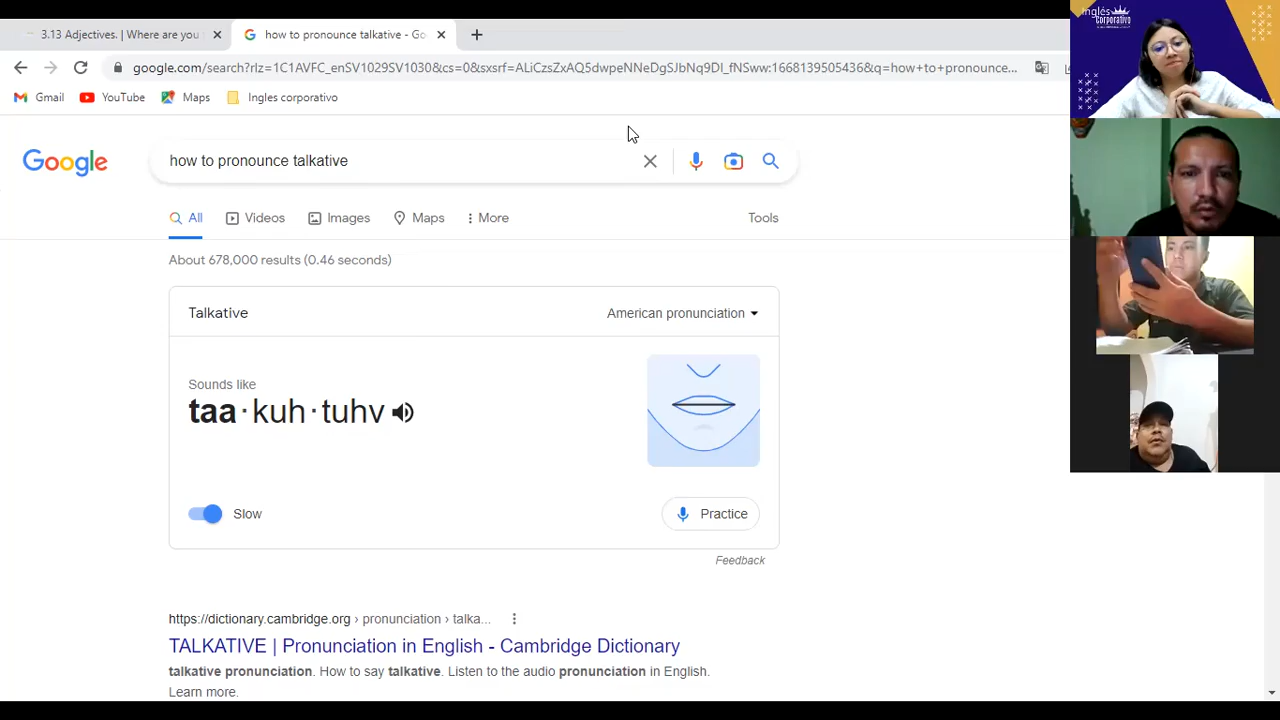 3.13 Adjectives. | Where are you
how to pronounce talkative - Go
google.com/search?rlz=1C1AVFC_enSV1029SV1030&cs=0&sxsrf=ALiCzsZxAQ5dwpeNNeDgSJbNq9Dl_fNSww:1668139505436&q=how+to+pronounce...
Gmail
YouTube
Maps
Ingles corporativo
Inglés
corporativo
Google
how to pronounce talkative
All
Videos
Images
Maps
More
Tools
About 678,000 results (0.46 seconds)
Talkative
American pronunciation
Sounds like
taa·kuh·tuhv
Slow
Practice
Feedback
https://dictionary.cambridge.org › pronunciation › talka...
TALKATIVE | Pronunciation in English - Cambridge Dictionary
talkative pronunciation. How to say talkative. Listen to the audio pronunciation in English.
Learn more.